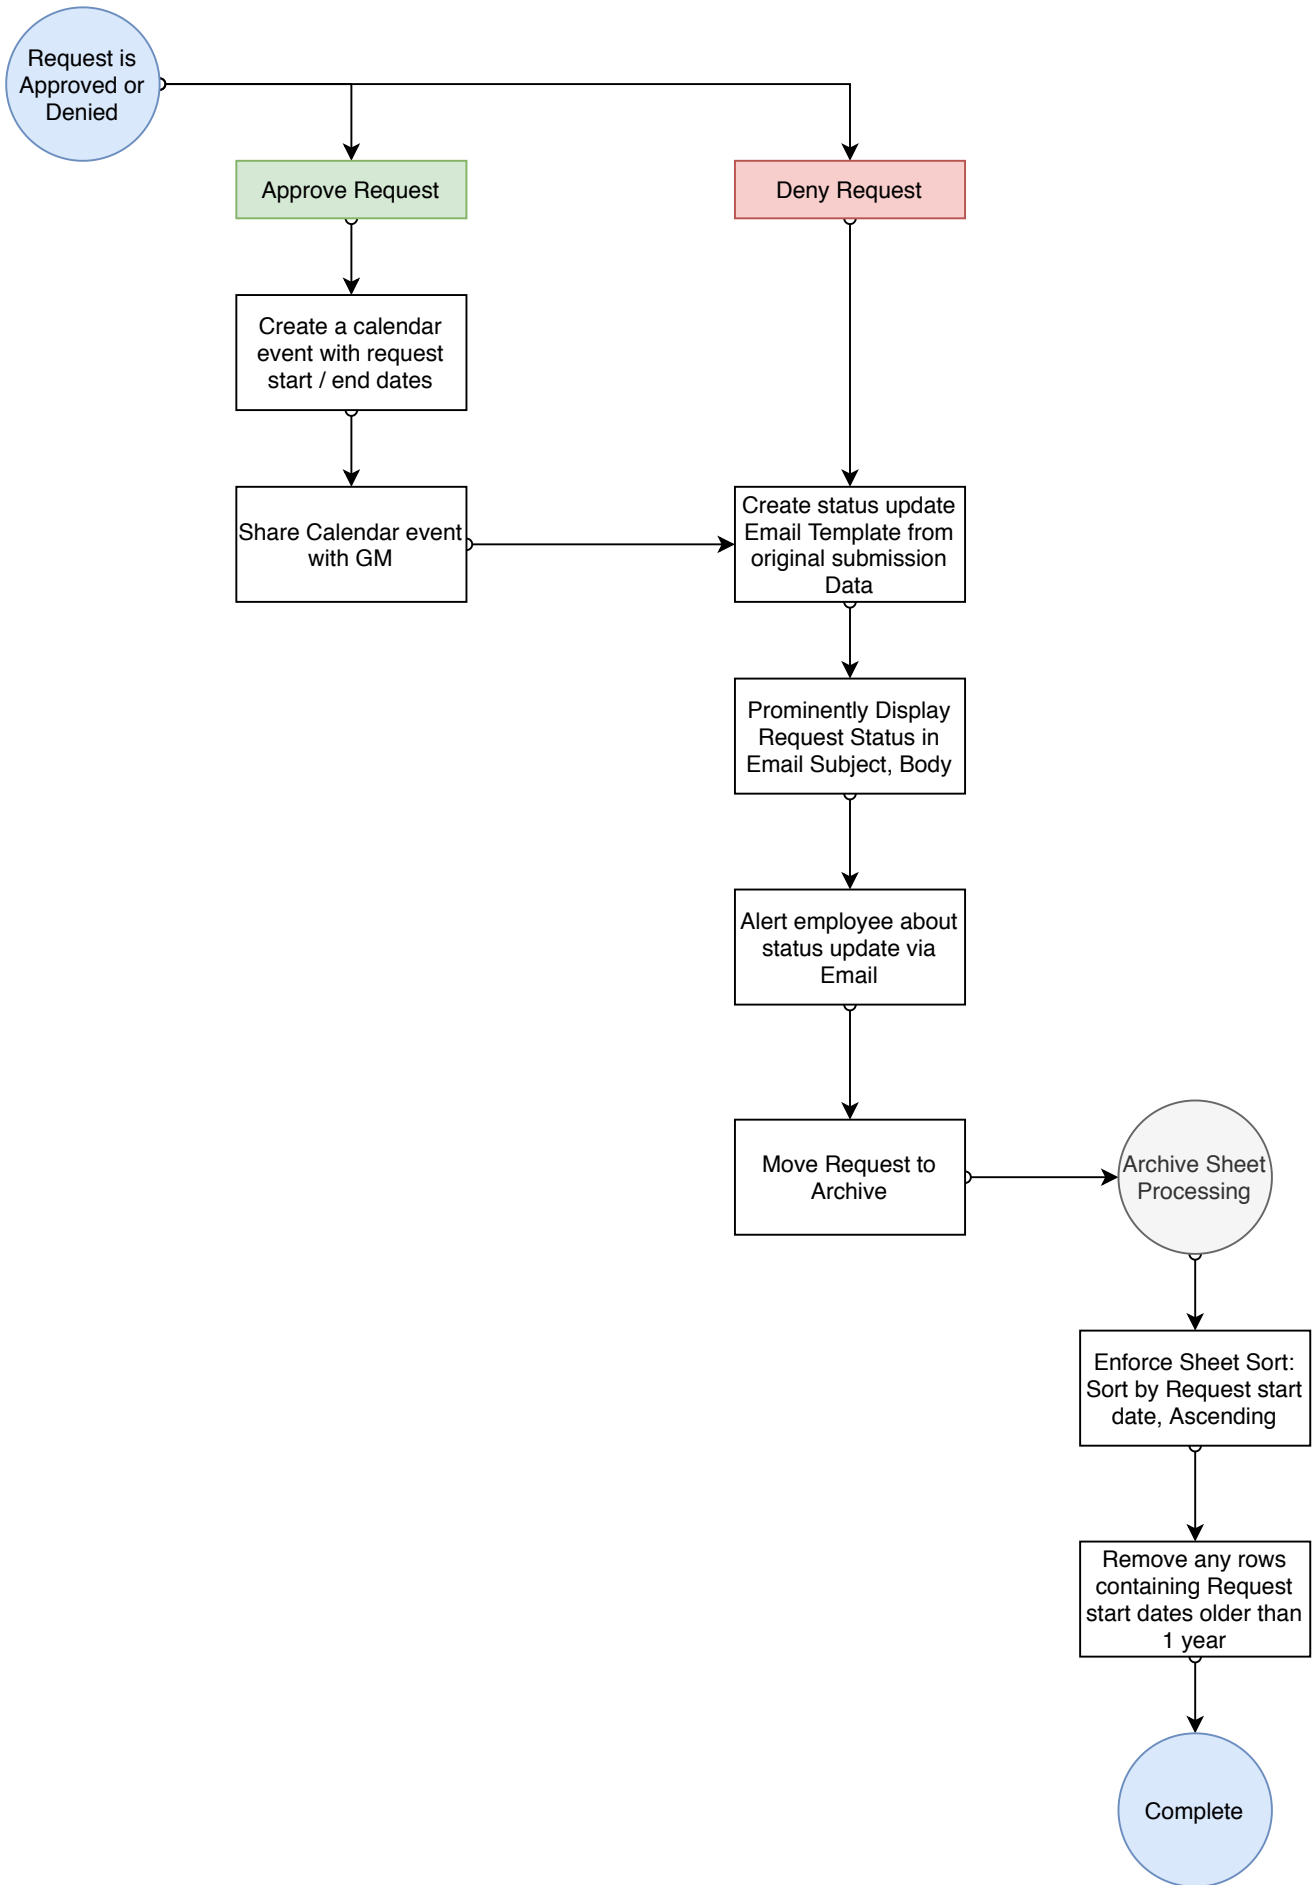 Request is
Approved or
Denied
Approve Request
Deny Request
Create a calendar
event with request
start / end dates
Share Calendar event
with GM
Create status update
Email Template from
original submission
Data
Prominently Display
Request Status in
Email Subject, Body
Alert employee about
status update via
Email
Move Request to
Archive
Archive Sheet
Processing
Enforce Sheet Sort:
Sort by Request start
date, Ascending
Remove any rows
containing Request
start dates older than
1 year
Complete